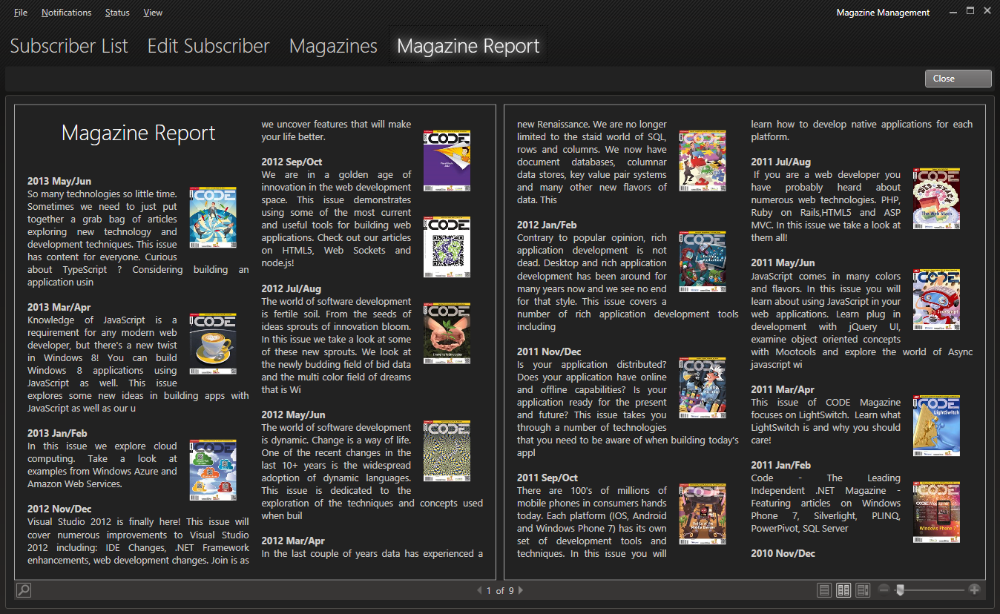 File Notifications Status View
Magazine Management
Subscriber List Edit Subscriber Magazines Magazine Report
Close
Magazine Report
2013 May/Jun
So many technologies so little time.
Sometimes we need to just put
together a grab bag of articles
exploring new technology and
development techniques. This issue
has content for everyone. Curious
about TypeScript ? Considering building an
application usin
2013 Mar/Apr
Knowledge of JavaScript is a
requirement for any modern web
developer, but there's a new twist
in Windows 8! You can build
Windows 8 applications using
JavaScript as well. This issue
explores some new ideas in building apps with
JavaScript as well as our u
2013 Jan/Feb
In this issue we explore cloud
computing. Take a look at
examples from Windows Azure and
Amazon Web Services.
2012 Nov/Dec
Visual Studio 2012 is finally here! This issue will
cover numerous improvements to Visual Studio
2012 including: IDE Changes, .NET Framework
enhancements, web development changes. Join is as
CODE
CODE
CODE
we uncover features that will make
your life better.
2012 Sep/Oct
We are in a golden age of
innovation in the web development
space. This issue demonstrates
using some of the most current
and useful tools for building web
applications. Check out our articles
on HTML5, Web Sockets and
node.js!
2012 Jul/Aug
The world of software development
is fertile soil. From the seeds of
ideas sprouts of innovation bloom.
In this issue we take a look at some
of these new sprouts. We look at
the newly budding field of bid data
and the multi color field of dreams
that is Wi
2012 May/Jun
The world of software development
is dynamic. Change is a way of life.
One of the recent changes in the
last 10+ years is the widespread
adoption of dynamic languages.
This issue is dedicated to the
exploration of the techniques and concepts used
when buil
2012 Mar/Apr
In the last couple of years data has experienced a
CODE
CODE
CODE
CODE
new Renaissance. We are no longer
limited to the staid world of SQL,
rows and columns. We now have
document databases, columnar
data stores, key value pair systems
and many other new flavors of
data. This
2012 Jan/Feb
Contrary to popular opinion, rich
application development is not
dead. Desktop and rich application
development has been around for
many years now and we see no end
for that style. This issue covers a
number of rich application development tools
including
2011 Nov/Dec
Is your application distributed?
Does your application have online
and offline capabilities? Is your
application ready for the present
and future? This issue takes you
through a number of technologies
that you need to be aware of when building today's
appl
2011 Sep/Oct
There are 100's of millions of
mobile phones in consumers hands
today. Each platform (IOS, Android
and Windows Phone 7) has its own
set of development tools and
techniques. In this issue you will
CODE
CODE
CODE
CODE
learn how to develop native applications for each
platform.
2011 Jul/Aug
If you are a web developer you
have probably heard about
numerous web technologies. PHP,
Ruby on Rails,HTML5 and ASP
MVC. In this issue we take a look at
them all!
2011 May/Jun
JavaScript comes in many colors
and flavors. In this issue you will
learn about using JavaScript in your
web applications. Learn plug in
development with jQuery UI,
examine object oriented concepts
with Mootools and explore the world of Async
javascript wi
2011 Mar/Apr
This issue of CODE Magazine
focuses on LightSwitch. Learn what
LightSwitch is and why you should
care!
2011 Jan/Feb
Code - The Leading
Independent .NET Magazine -
Featuring articles on Windows
Phone 7, Silverlight, PLINQ,
PowerPivot, SQL Server
2010 Nov/Dec
CODE
The Web Stack
CODE
JavaScript
CODE
LightSwitch
CODE
Windows Phone 7
1 of 9